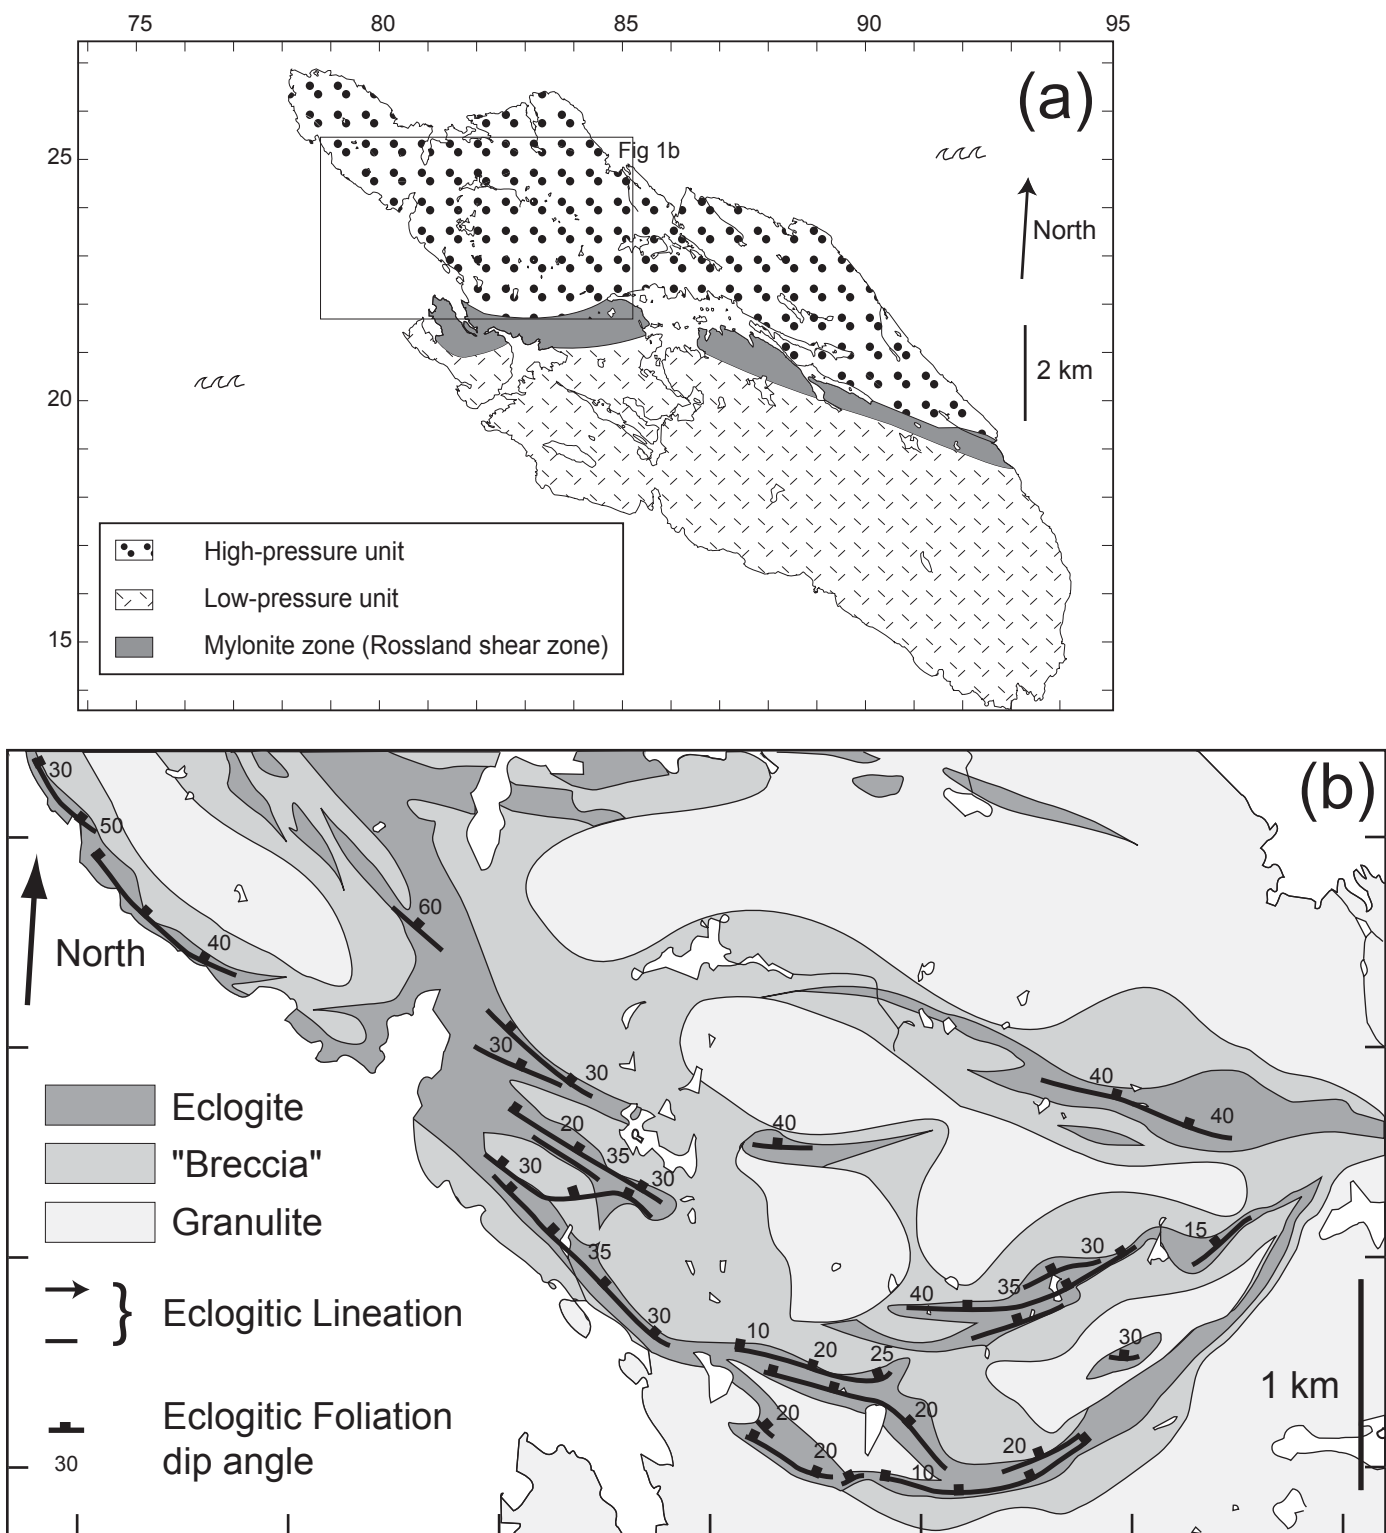 75 80 85 90 95
(a)
25
Fig 1b
North
2 km
20
High-pressure unit
Low-pressure unit
15
Mylonite zone (Rossland shear zone)
(b)
30
50
60
40
North
30
30
40
40
Eclogite
20
40
"Breccia"
35
30
30
Granulite
15
35
30
35
40
Eclogitic Lineation
30
10
20
25
30
1 km
Eclogitic Foliation
dip angle
30
20
20
20
20
10